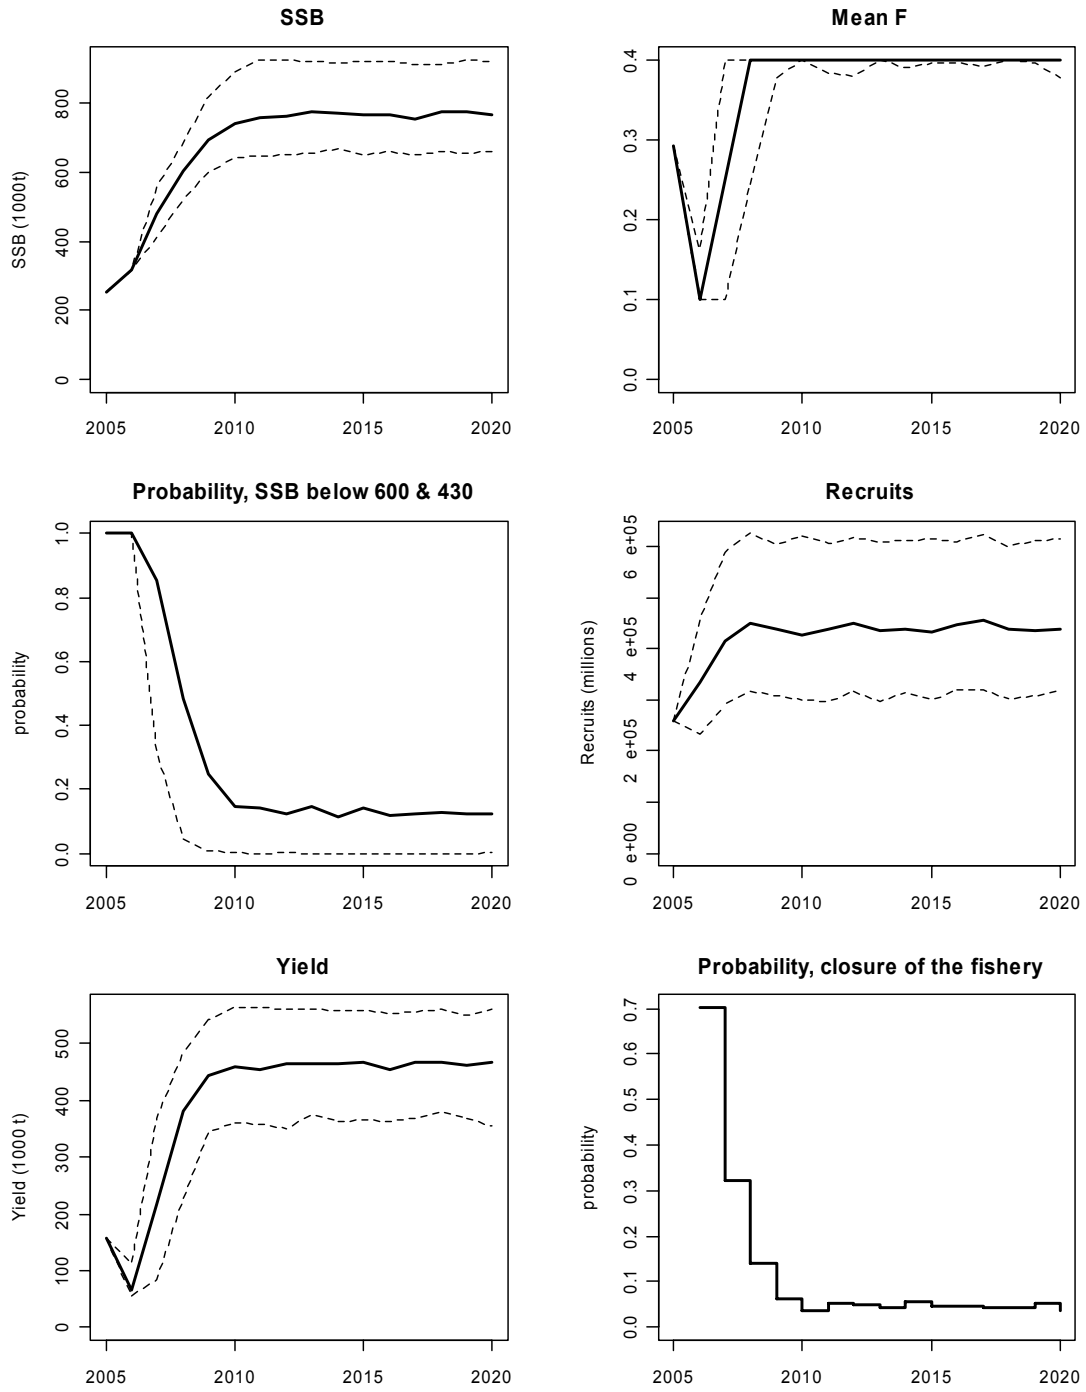 SSB
SSB (1000t)
800
600
400
200
0
2005 2010 2015 2020
Mean F
0.4
0.3
0.2
0.1
0.0
2005 2010 2015 2020
Probability, SSB below 600 & 430
probability
1.0
0.8
0.6
0.4
0.2
0.0
2005 2010 2015 2020
Recruits
Recruits (millions)
6 e+05
4 e+05
2 e+05
0 e+00
2005 2010 2015 2020
Yield
Yield (1000 t)
500
400
300
200
100
0
2005 2010 2015 2020
Probability, closure of the fishery
probability
0.7
0.6
0.5
0.4
0.3
0.2
0.1
0.0
2005 2010 2015 2020